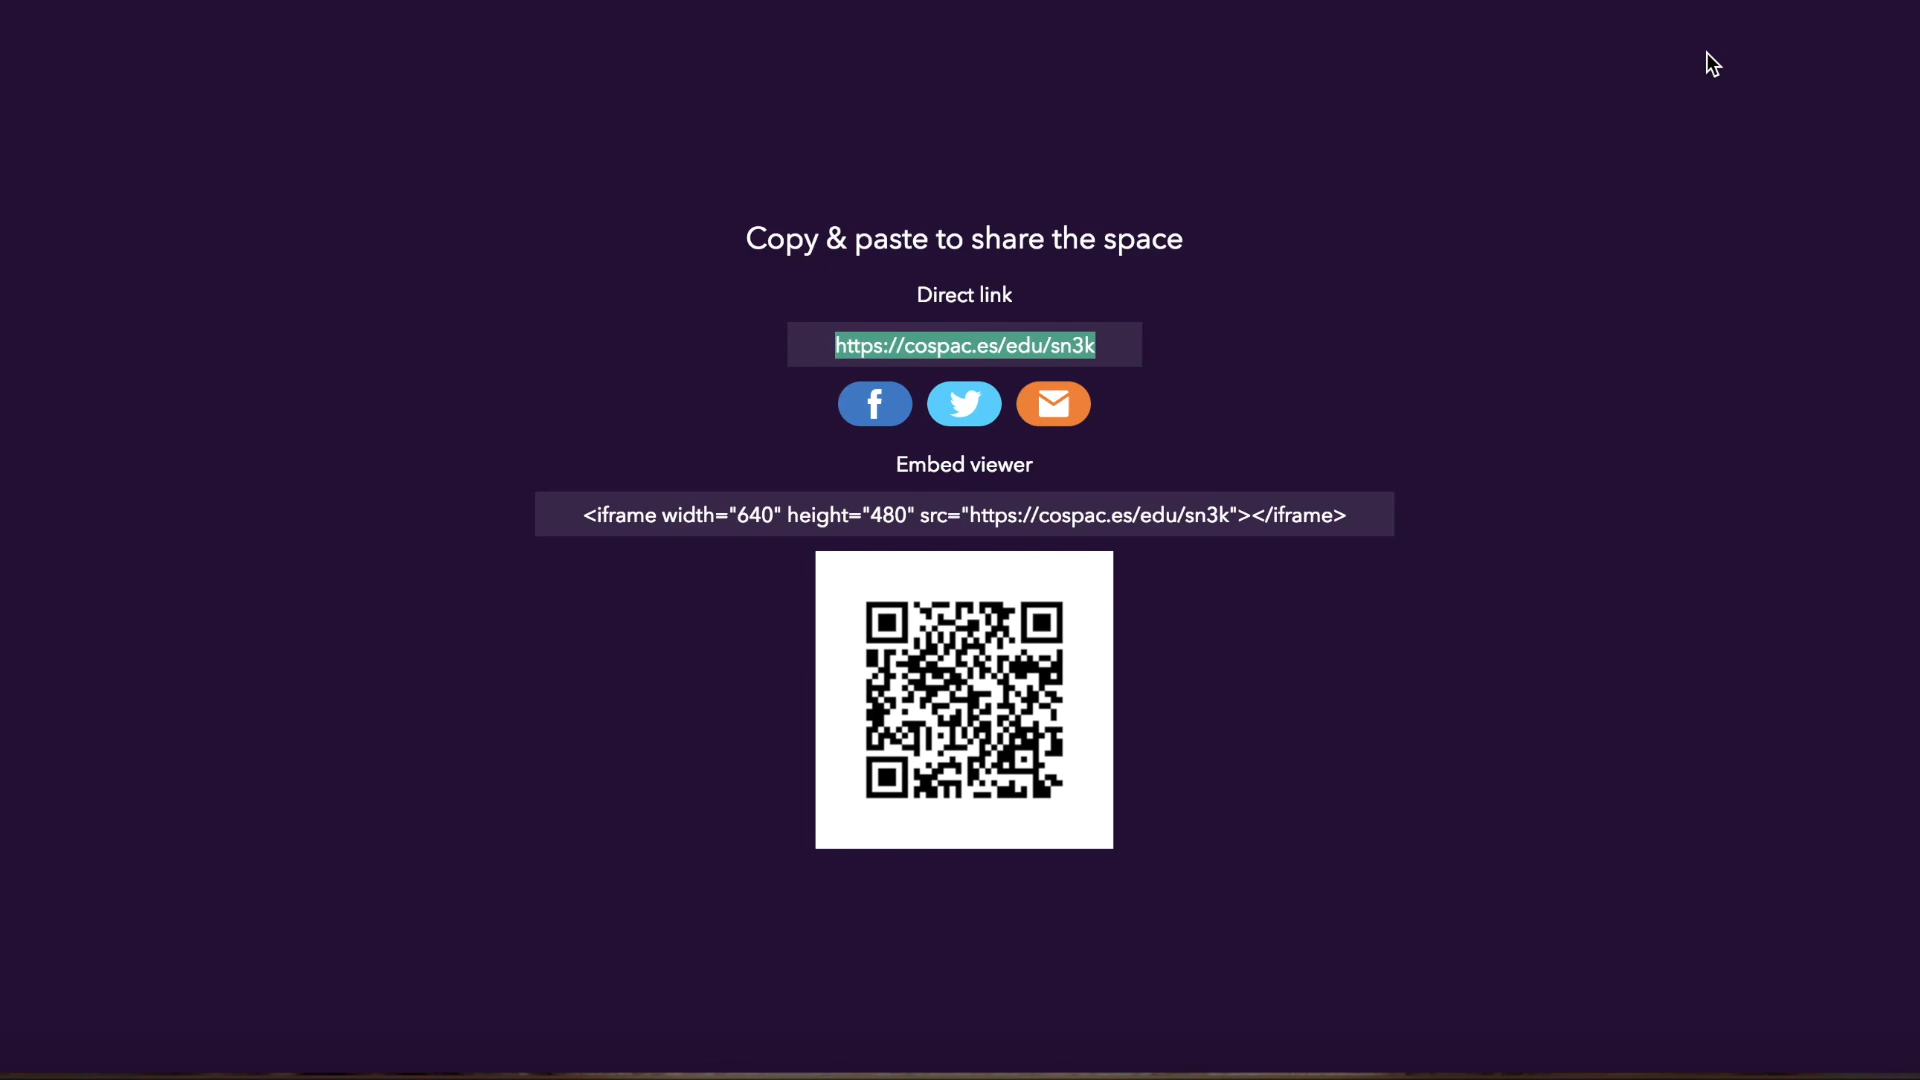 Copy & paste to share the space
Direct link
https://cospac.es/edu/sn3k
Embed viewer
<iframe width="640" height="480" src="https://cospac.es/edu/sn3k"></iframe>